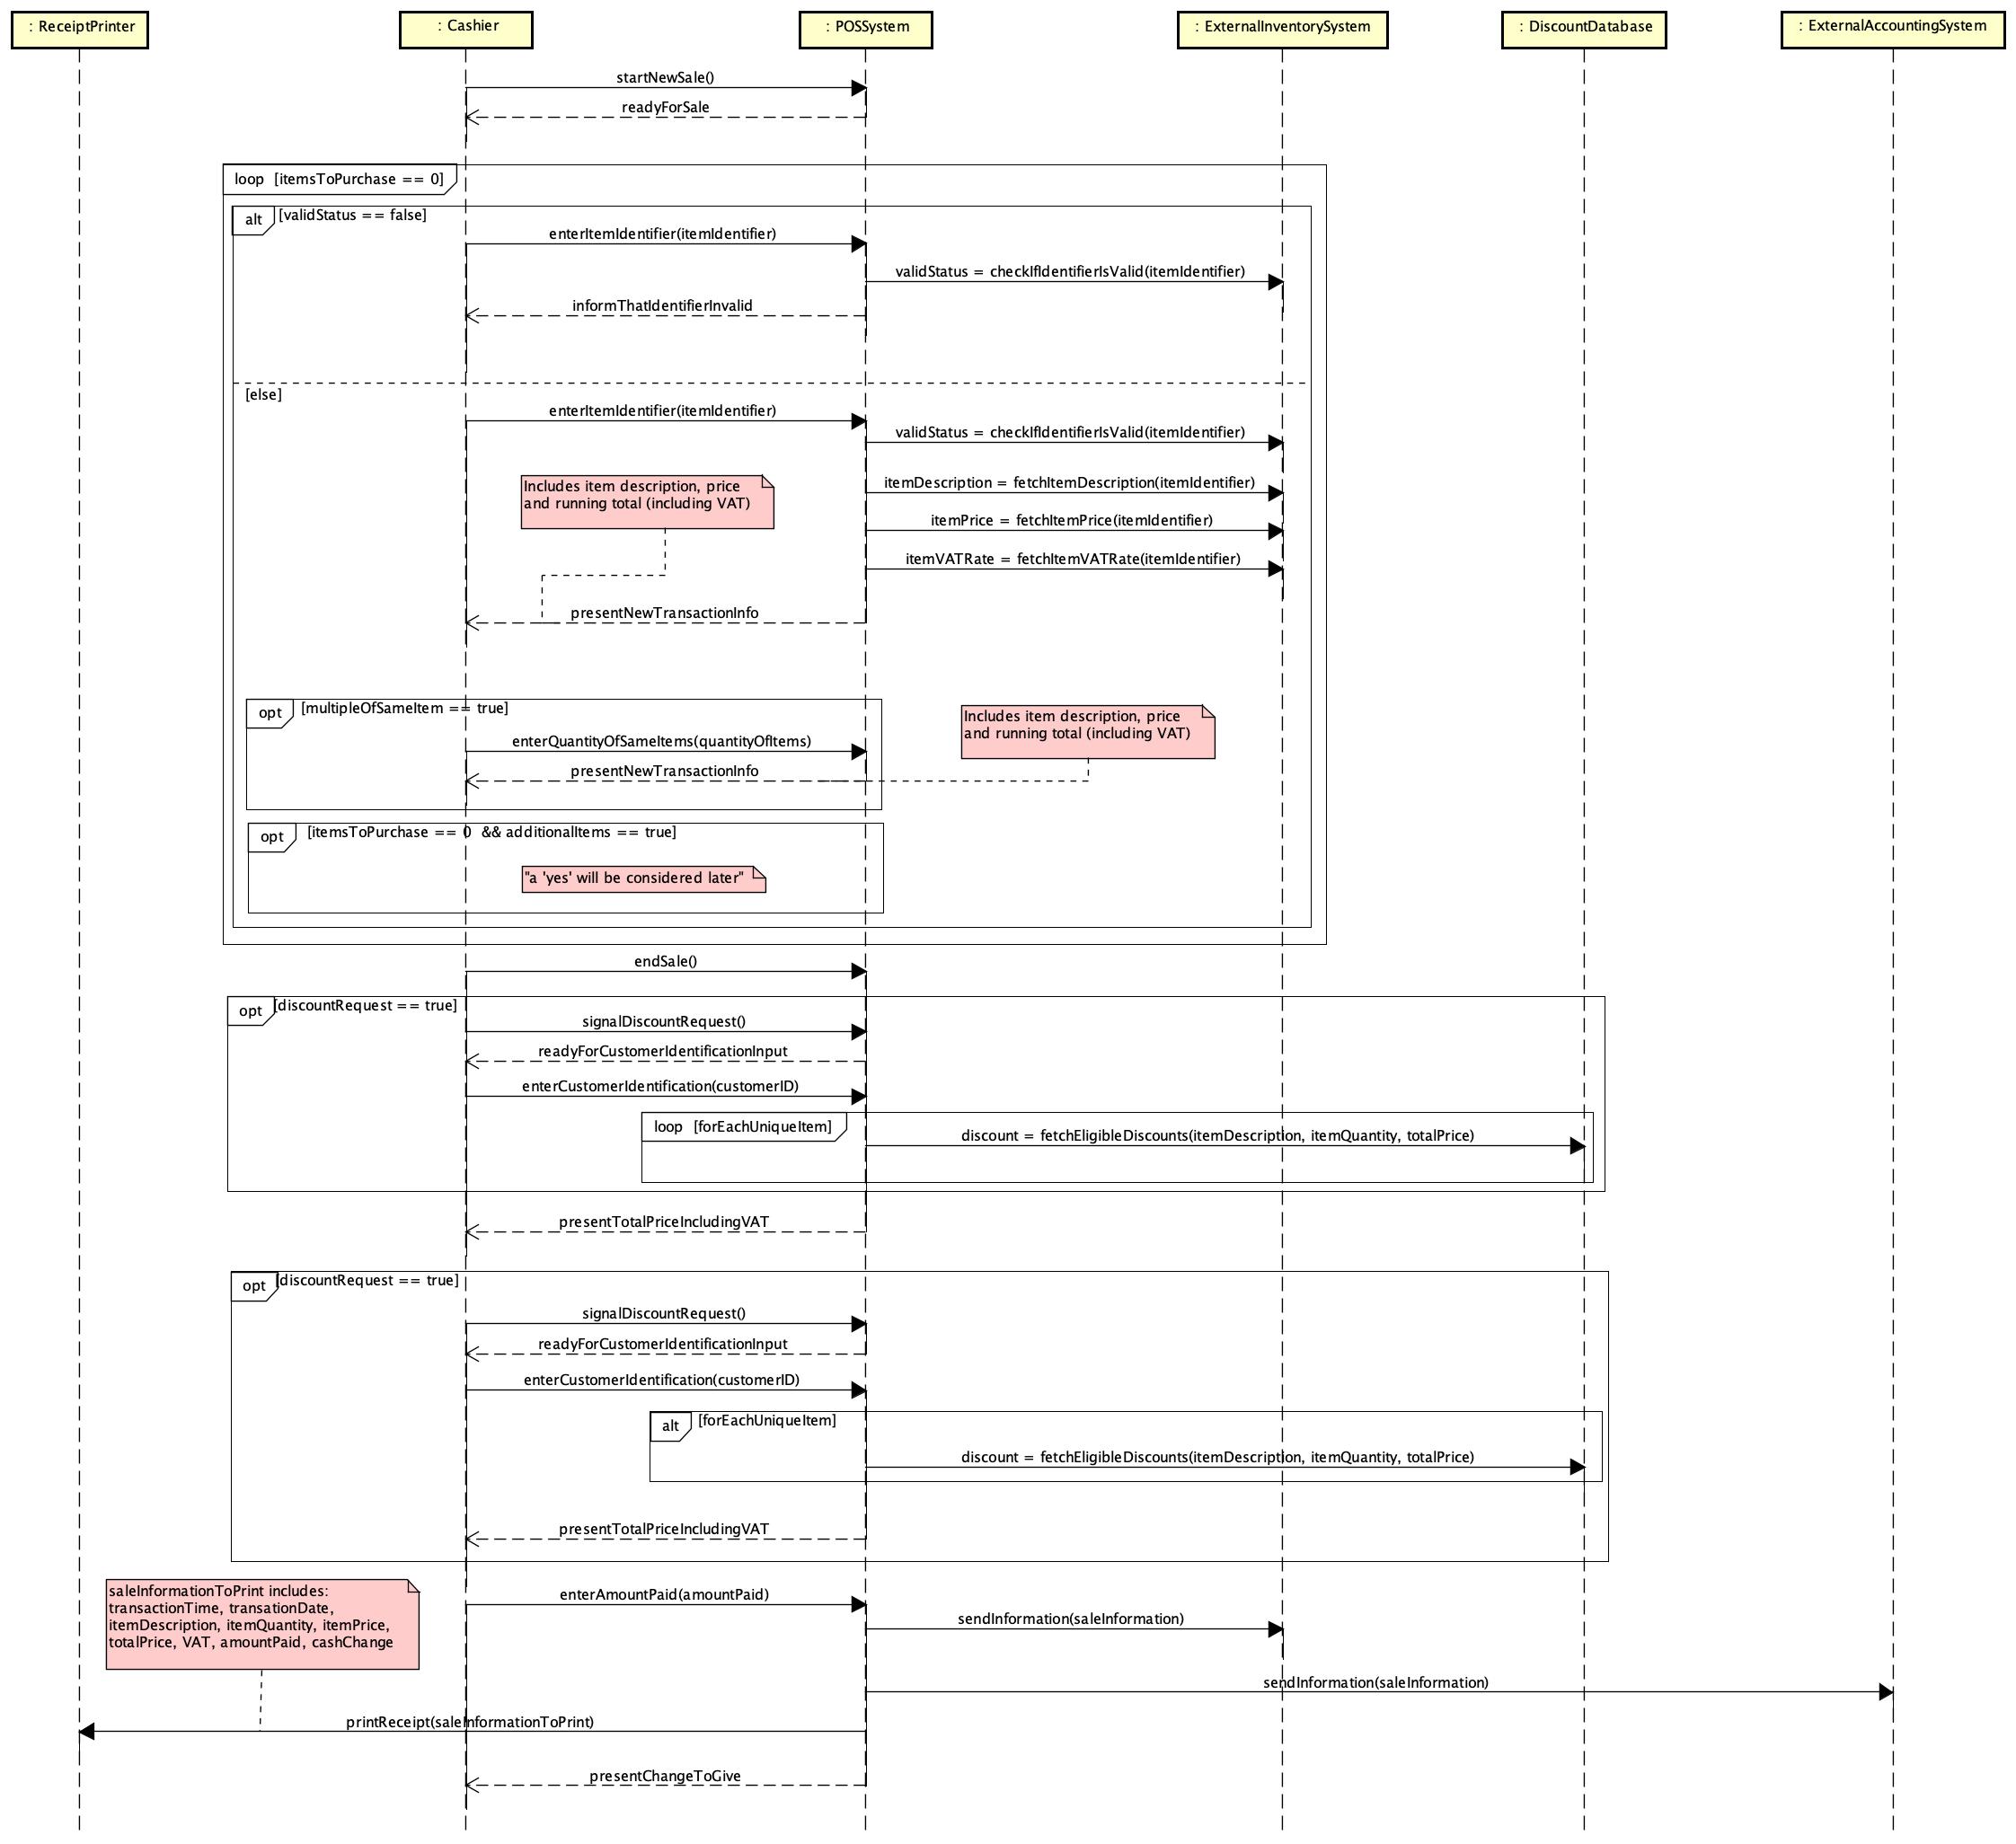 : ReceiptPrinter
: Cashier
: POSSystem
: ExternalInventorySystem
: DiscountDatabase
: ExternalAccountingSystem
startNewSale()
readyForSale
loop [itemsToPurchase == 0]
alt [validStatus == false]
enterItemIdentifier(itemIdentifier)
validStatus = checkIfIdentifierIsValid(itemIdentifier)
informThatIdentifierInvalid
[else]
enterItemIdentifier(itemIdentifier)
validStatus = checkIfIdentifierIsValid(itemIdentifier)
Includes item description, price
and running total (including VAT)
itemDescription = fetchItemDescription(itemIdentifier)
itemPrice = fetchItemPrice(itemIdentifier)
itemVATRate = fetchItemVATRate(itemIdentifier)
presentNewTransactionInfo
opt [multipleOfSameItem == true]
Includes item description, price
and running total (including VAT)
enterQuantityOfSameItems(quantityOfItems)
presentNewTransactionInfo
opt [itemsToPurchase == 0 && additionalItems == true]
"a 'yes' will be considered later"
endSale()
opt [discountRequest == true]
signalDiscountRequest()
readyForCustomerIdentificationInput
enterCustomerIdentification(customerID)
loop [forEachUniqueItem]
discount = fetchEligibleDiscounts(itemDescription, itemQuantity, totalPrice)
presentTotalPriceIncludingVAT
opt [discountRequest == true]
signalDiscountRequest()
readyForCustomerIdentificationInput
enterCustomerIdentification(customerID)
alt [forEachUniqueItem]
discount = fetchEligibleDiscounts(itemDescription, itemQuantity, totalPrice)
presentTotalPriceIncludingVAT
saleInformationToPrint includes:
transactionTime, transationDate,
itemDescription, itemQuantity, itemPrice,
totalPrice, VAT, amountPaid, cashChange
enterAmountPaid(amountPaid)
sendInformation(saleInformation)
sendInformation(saleInformation)
printReceipt(saleInformationToPrint)
presentChangeToGive